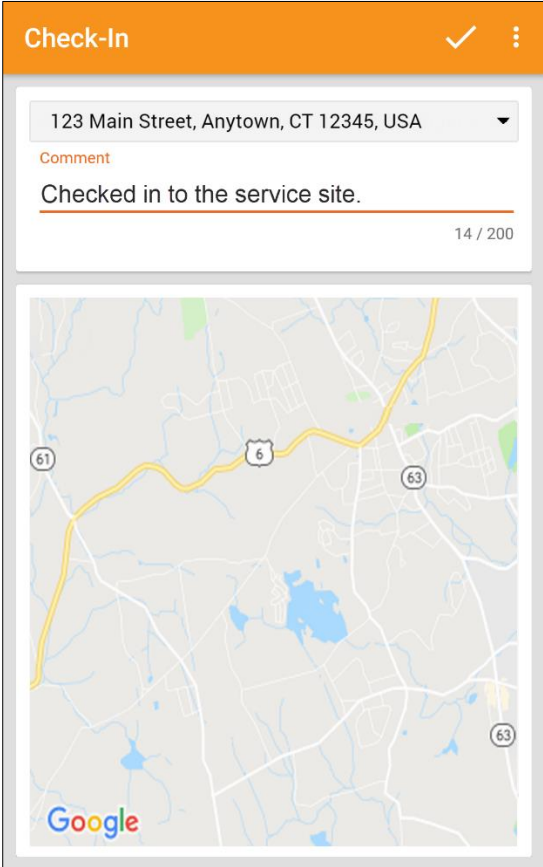 Check-In
123 Main Street, Anytown, CT 12345, USA
Comment
Checked in to the service site.
14 / 200
6
61
63
63
Google